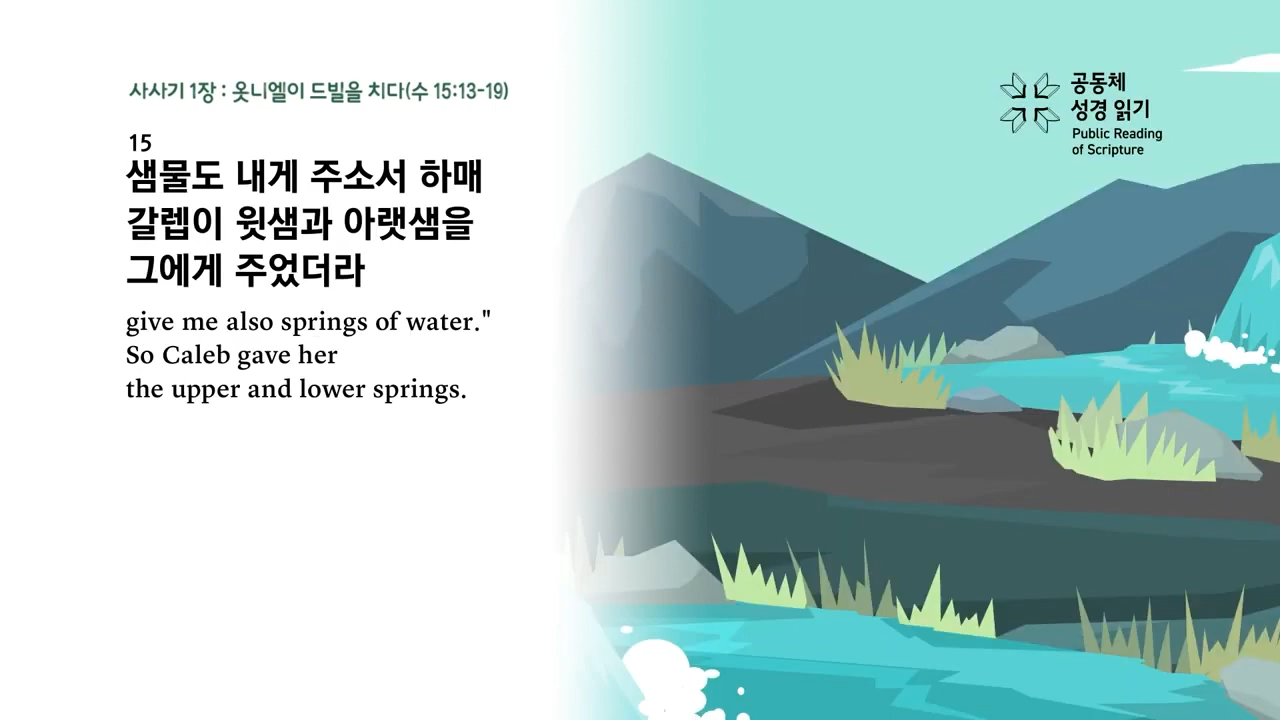 사사기 1장 : 옷니엘이 드빌을 치다(수 15:13-19)
15
샘물도 내게 주소서 하매
갈렙이 윗샘과 아랫샘을
그에게 주었더라
give me also springs of water."
So Caleb gave her
the upper and lower springs.
공동체
성경 읽기
Public Reading
of Scripture